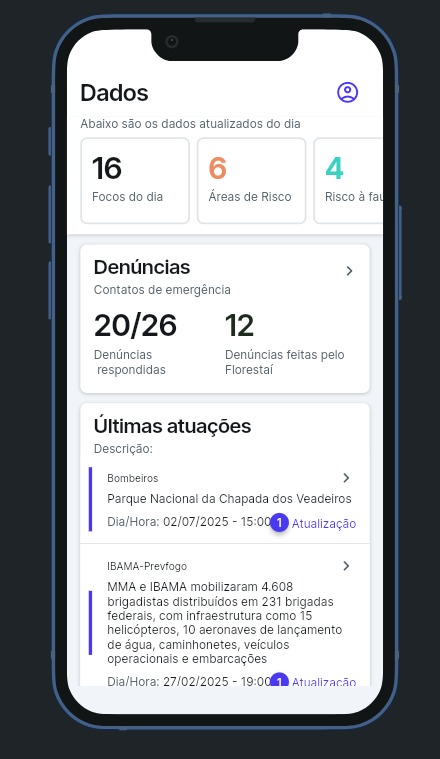 Dados
Abaixo são os dados atualizados do dia
16 6 4
Focos do dia Áreas de Risco Risco à fau
Denúncias
Contatos de emergência
20/26 12
Denúncias Denúncias feitas pelo
respondidas Florestaí
Últimas atuações
Descrição:
Bombeiros
Parque Nacional da Chapada dos Veadeiros
Dia/Hora: 02/07/2025 - 15:00 1 Atualização
IBAMA-Prevfogo
MMA e IBAMA mobilizaram 4.608
brigadistas distribuídos em 231 brigadas
federais, com infraestrutura como 15
helicópteros, 10 aeronaves de lançamento
de água, caminhonetes, veículos
operacionais e embarcações
Dia/Hora: 27/02/2025 - 19:00 1 Atualização